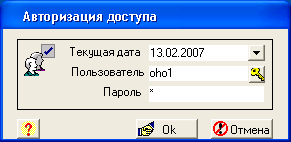 Авторизация доступа
Текущая дата 13.02.2007
Пользователь oho1
Пароль *
? Ok Отмена